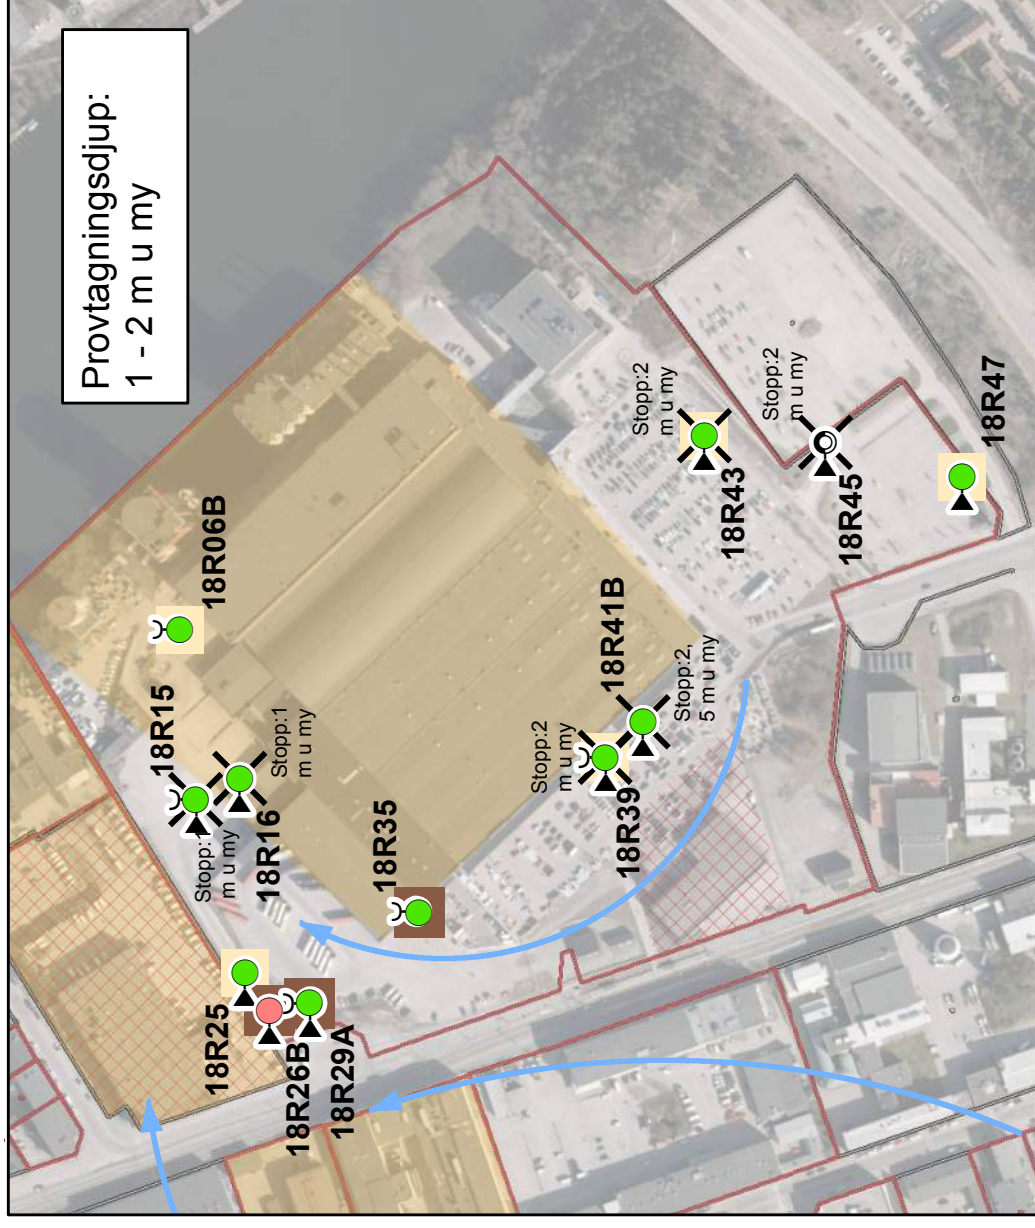 Provtagningsdjup:
1 - 2 m u my
18R06B
18R15
Stopp:1
m u my
18R16
Stopp:1
m u my
18R35
18R25
18R26B
18R29A
18R41B
Stopp:2,
5 m u my
Stopp:2
m u my
18R39
Stopp:2
m u my
18R43
Stopp:2
m u my
18R45
18R47